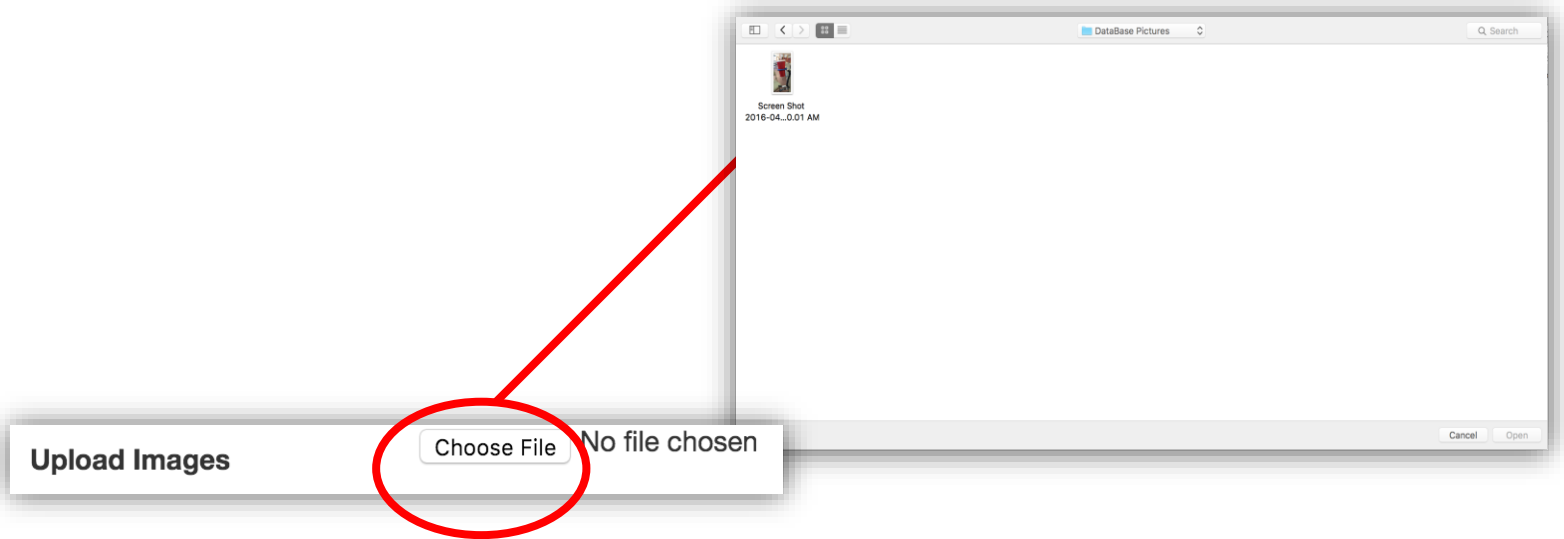 DataBase Pictures
Search
Screen Shot
2016-04...0.01 AM
Cancel
Open
Upload Images
Choose File
No file chosen